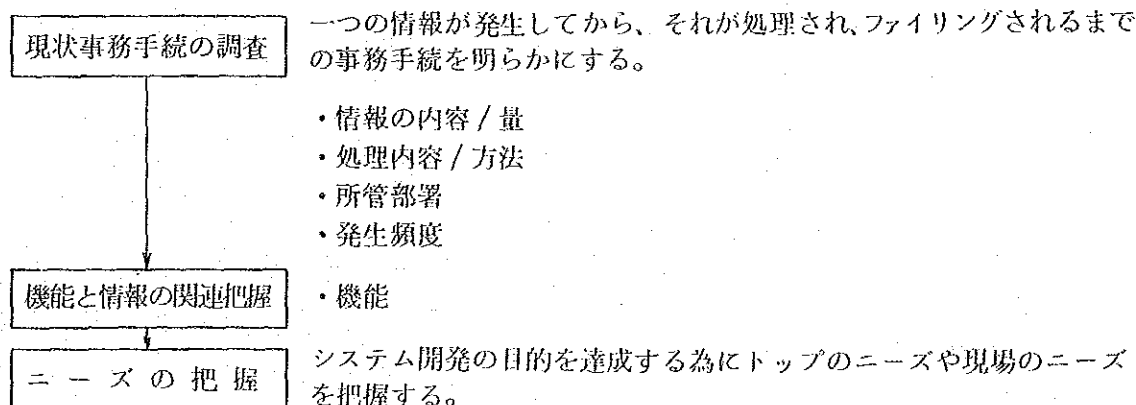 現状事務手続の調査
一つの情報が発生してから、それが処理され、ファイリングされるまで
の事務手続を明らかにする。
・情報の内容/量
・処理内容/方法
・所管部署
・発生頻度
機能と情報の関連把握
・機能
ニーズの把握
システム開発の目的を達成する為にトップのニーズや現場のニーズ
を把握する。